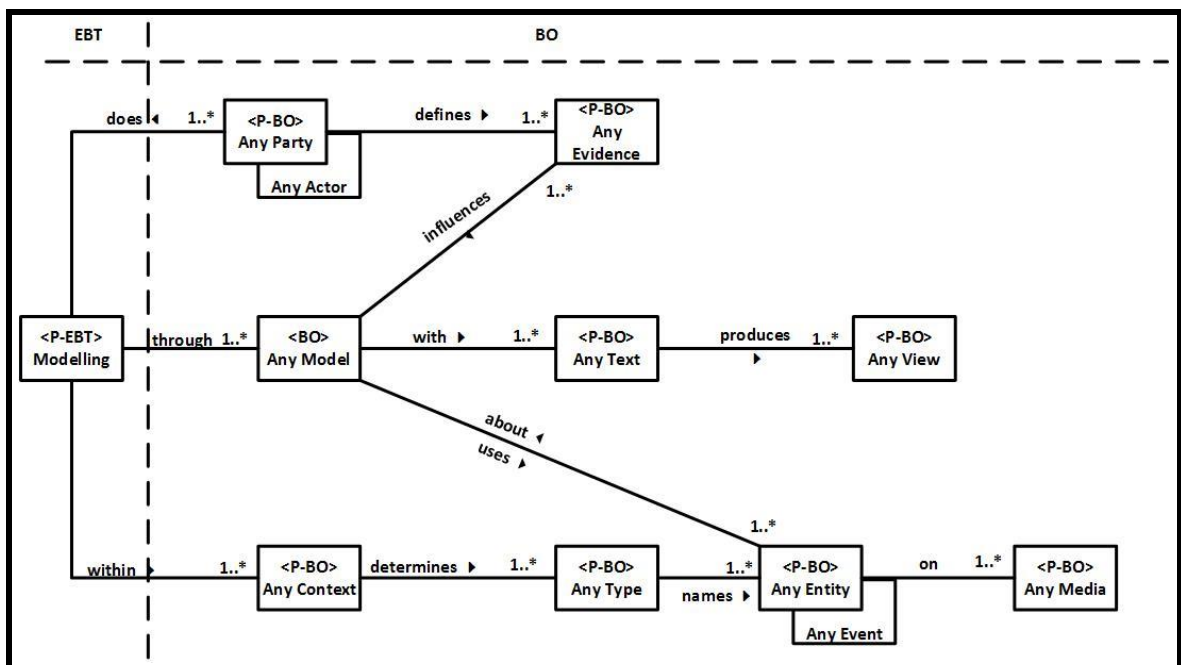 EBT
BO
does ◄
1..*
<P-BO>
Any Party
Any Actor
defines ►
1..*
<P-BO>
Any
Evidence
1..*
influences
<P-EBT>
Modelling
through
1..*
<BO>
Any Model
with ►
1..*
<P-BO>
Any Text
produces
►
1..*
<P-BO>
Any View
about ◄
uses ►
1..*
within ►
1..*
<P-BO>
Any Context
determines ►
1..*
<P-BO>
Any Type
names ►
1..*
<P-BO>
Any Entity
Any Event
on
1..*
<P-BO>
Any Media